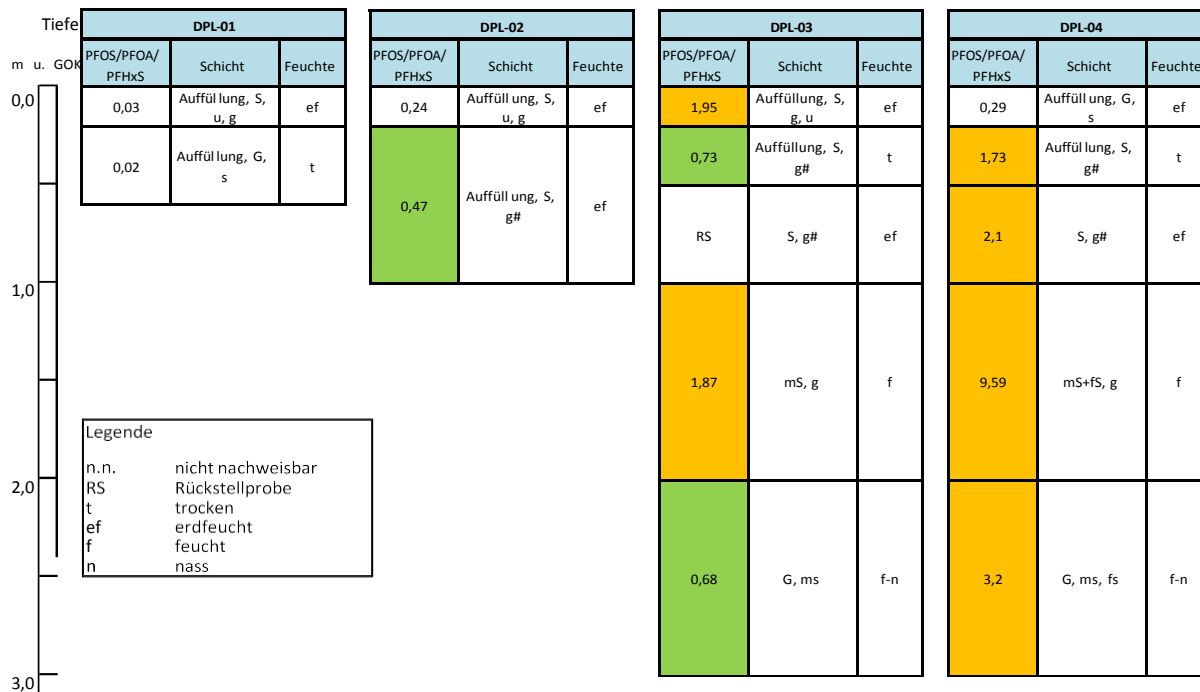 Tiefe
m u. GOK
0,0
1,0
2,0
3,0
DPL-01
PFOS/PFOA/
PFHxS
Schicht
Feuchte
0,03
Auffüllung, S,
u, g
ef
0,02
Auffüllung, G,
s
t
DPL-02
PFOS/PFOA/
PFHxS
Schicht
Feuchte
0,24
Auffüllung, S,
u, g
ef
0,47
Auffüllung, S,
g#
ef
DPL-03
PFOS/PFOA/
PFHxS
Schicht
Feuchte
1,95
Auffüllung, S,
g, u
ef
0,73
Auffüllung, S,
g#
t
RS
S, g#
ef
1,87
mS, g
f
0,68
G, ms
f-n
DPL-04
PFOS/PFOA/
PFHxS
Schicht
Feuchte
0,29
Auffüllung, G,
s
ef
1,73
Auffüllung, S,
g#
t
2,1
S, g#
ef
9,59
mS+fS, g
f
3,2
G, ms, fs
f-n
Legende
n.n. nicht nachweisbar
RS Rückstellprobe
t trocken
ef erdfeucht
f feucht
n nass